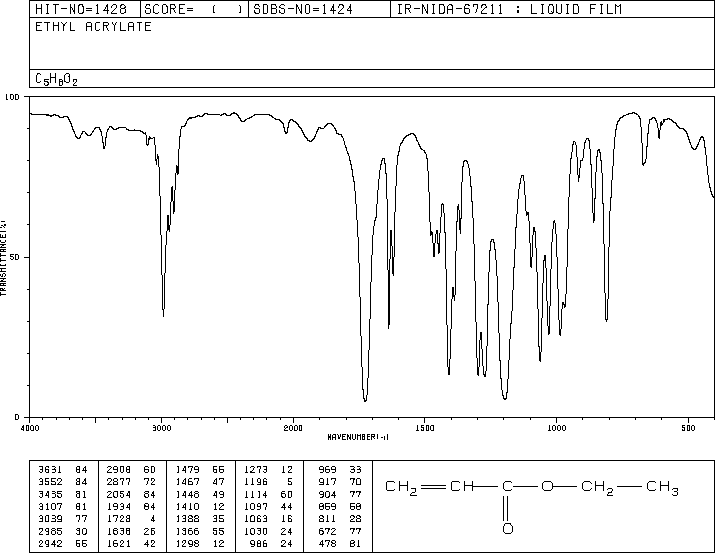 HIT-NO=1428 SCORE= ( ) SDBS-NO=1424 IR-NIDA-67211 : LIQUID FILM
ETHYL ACRYLATE
C5H8O2
100
50
0
TRANSMITTANCE(%)
4000 3000 2000 1500 1000 500
WAVENUMBER(-1)
3631 84 2908 60 1479 55 1273 12 969 33
3552 84 2877 72 1467 47 1196 5 917 70
3435 81 2054 84 1448 49 1114 60 904 77
3107 81 1934 84 1410 12 1097 44 859 58
3039 77 1728 4 1388 35 1063 16 811 28
2985 30 1638 26 1366 55 1030 24 672 77
2942 55 1621 42 1298 12 986 24 478 81
CH2 CH C O CH2 CH3
O